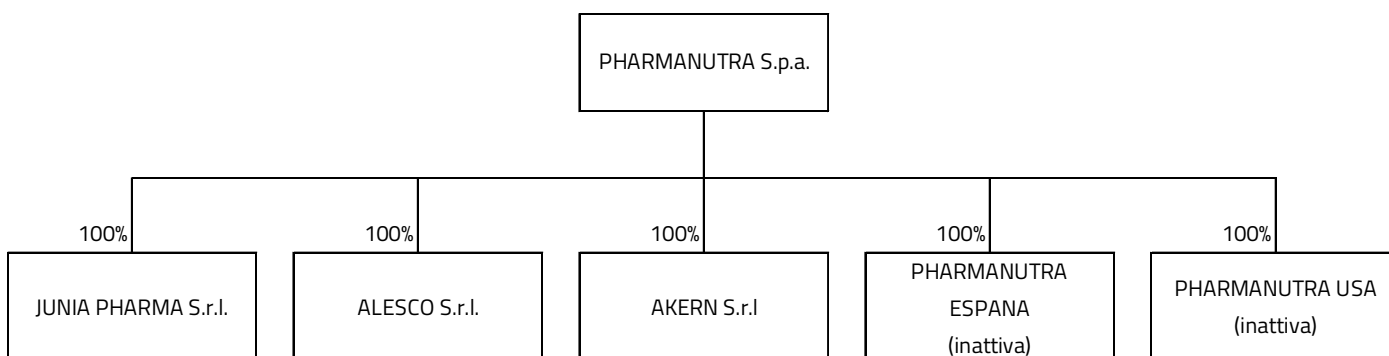 PHARMANUTRA S.p.a.
100%
100%
100%
100%
100%
JUNIA PHARMA S.r.l.
ALESCO S.r.l.
AKERN S.r.l
PHARMANUTRA
ESPANA
(inattiva)
PHARMANUTRA USA
(inattiva)